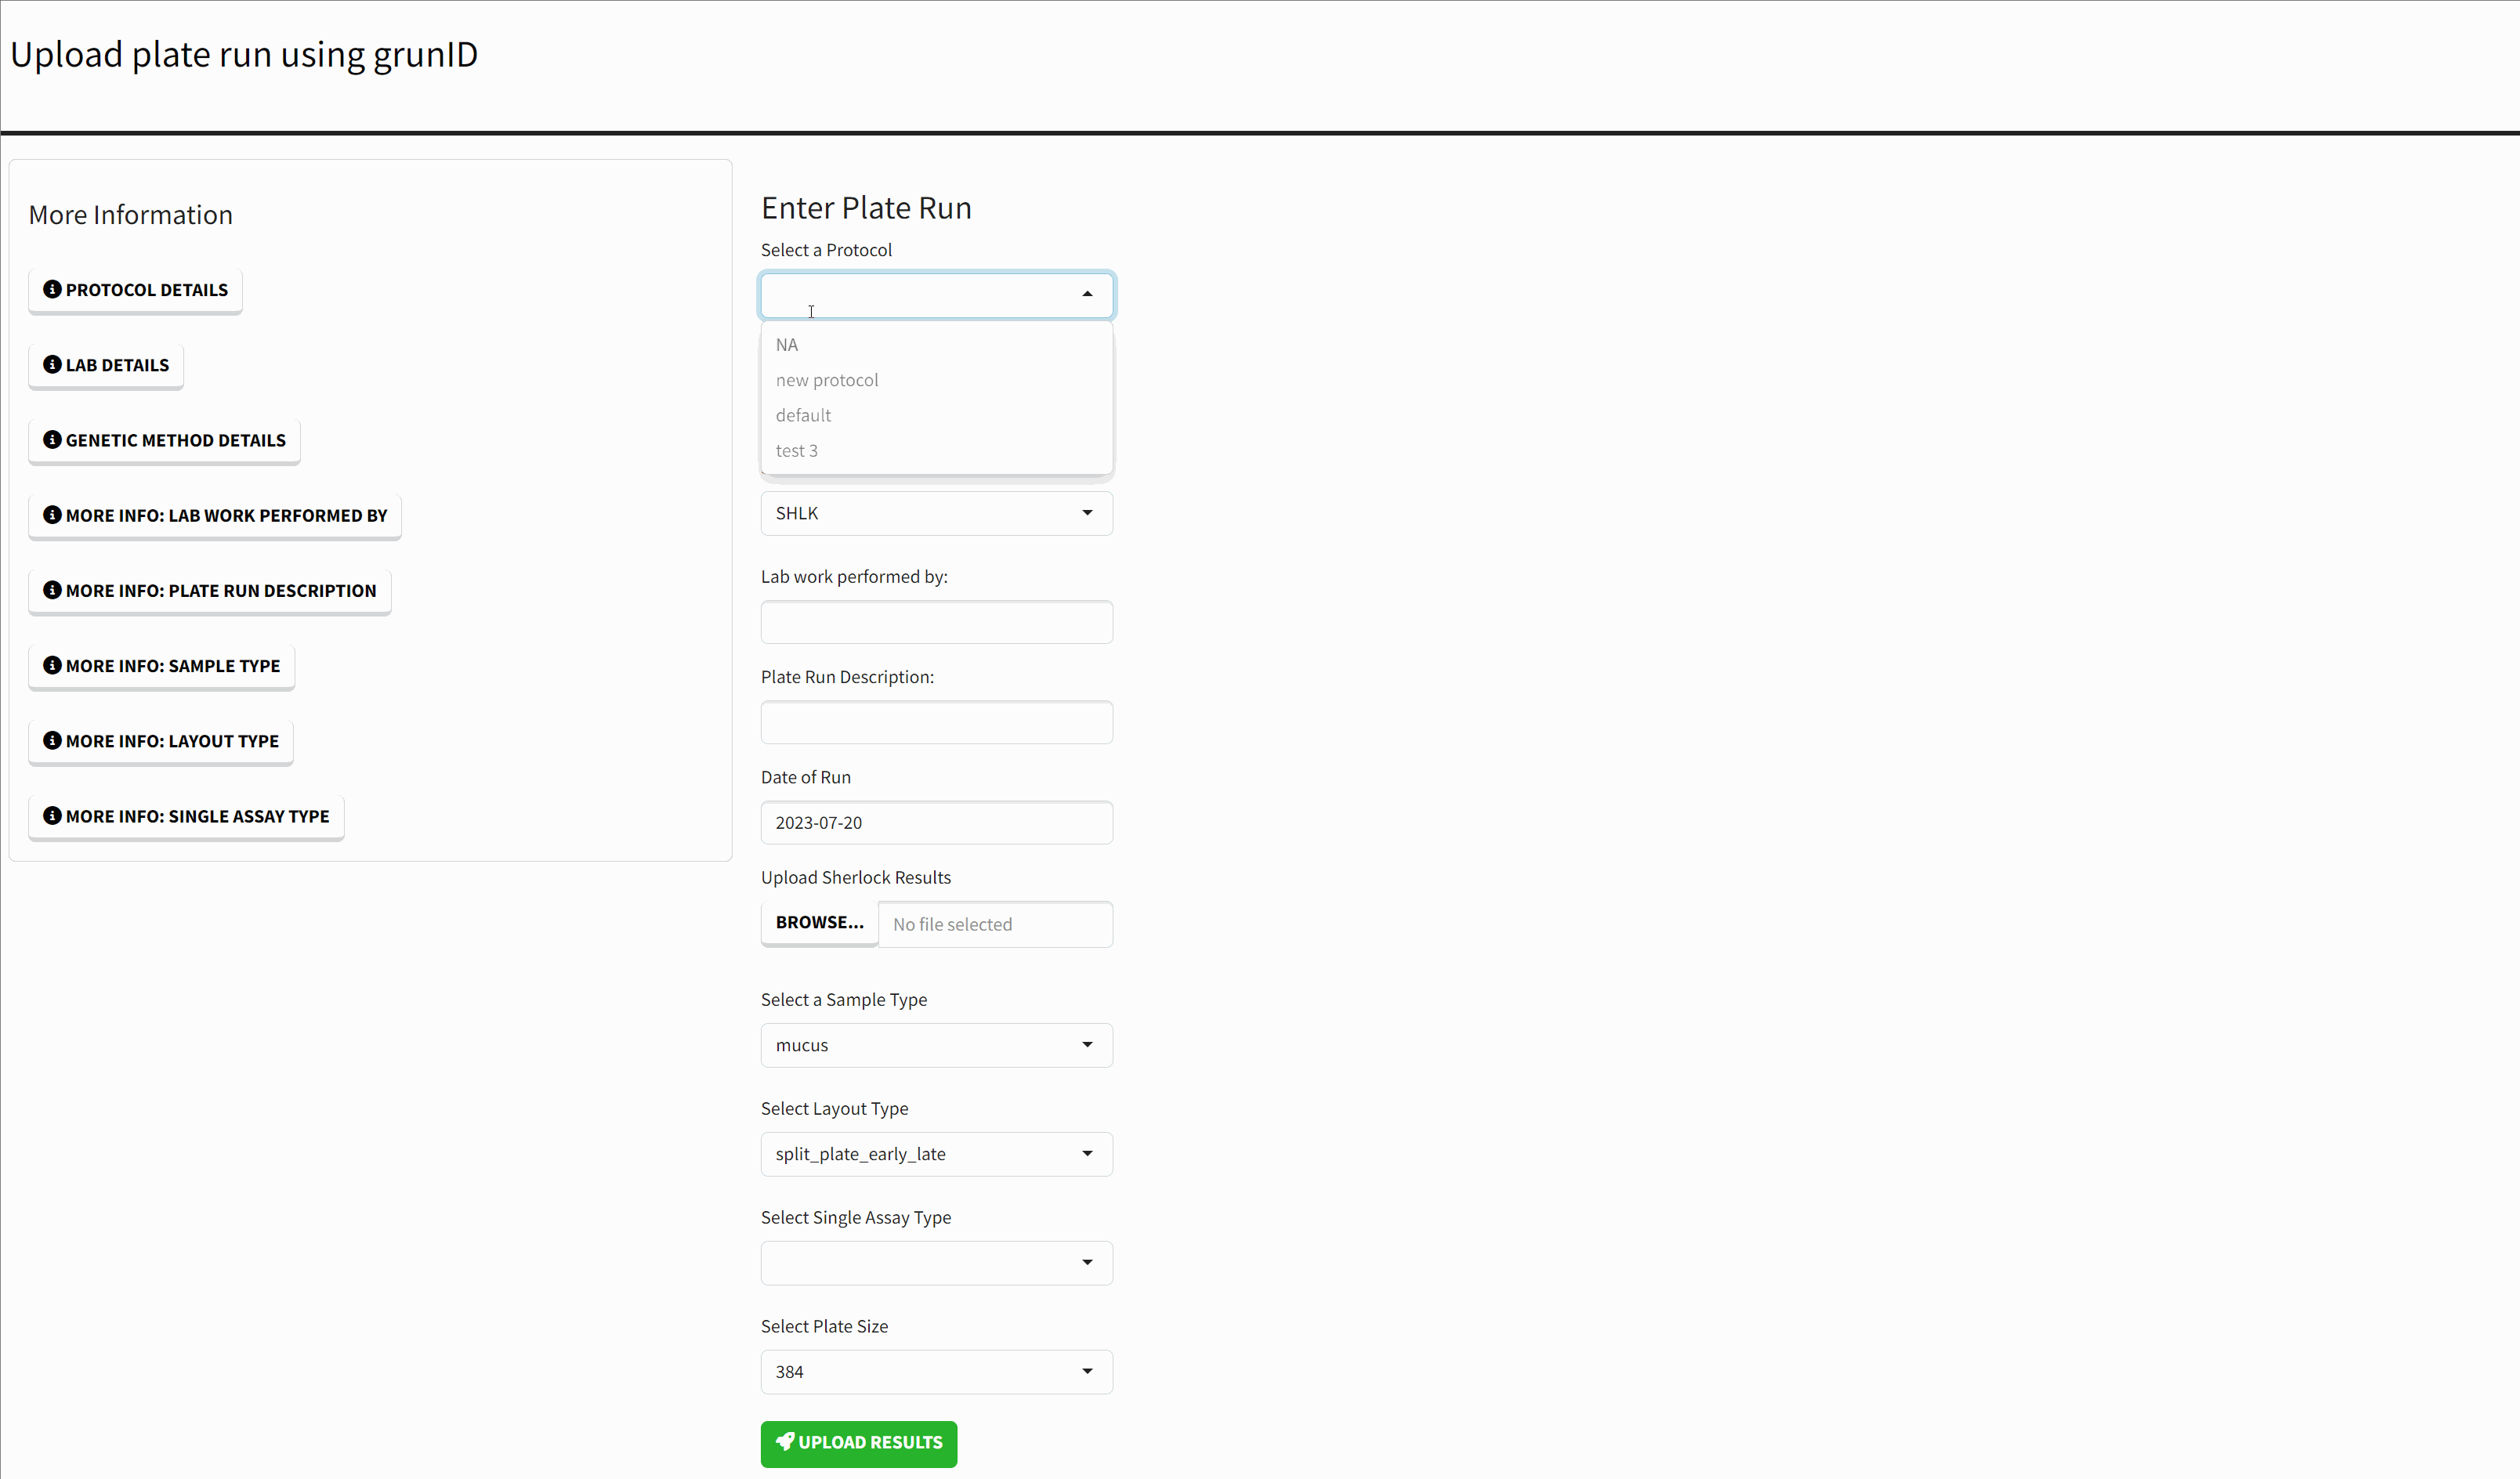 Upload plate run using grunID
More Information
PROTOCOL DETAILS
LAB DETAILS
GENETIC METHOD DETAILS
MORE INFO: LAB WORK PERFORMED BY
MORE INFO: PLATE RUN DESCRIPTION
MORE INFO: SAMPLE TYPE
MORE INFO: LAYOUT TYPE
MORE INFO: SINGLE ASSAY TYPE
Enter Plate Run
Select a Protocol
NA
new protocol
default
test 3
SHLK
Lab work performed by:
Plate Run Description:
Date of Run
2023-07-20
Upload Sherlock Results
BROWSE... No file selected
Select a Sample Type
mucus
Select Layout Type
split_plate_early_late
Select Single Assay Type
Select Plate Size
384
UPLOAD RESULTS